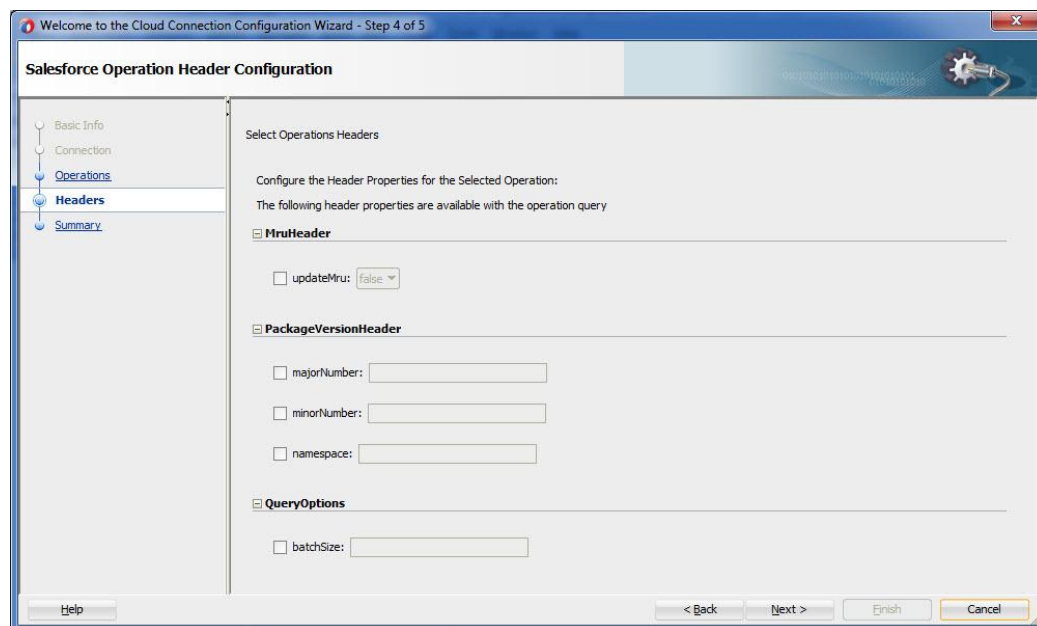 Welcome to the Cloud Connection Configuration Wizard - Step 4 of 5
Salesforce Operation Header Configuration
Basic Info
Connection
Operations
Headers
Summary
Select Operations Headers
Configure the Header Properties for the Selected Operation:
The following header properties are available with the operation query
MruHeader
updateMru: false
PackageVersionHeader
majorNumber:
minorNumber:
namespace:
QueryOptions
batchSize:
Help < Back Next > Finish Cancel